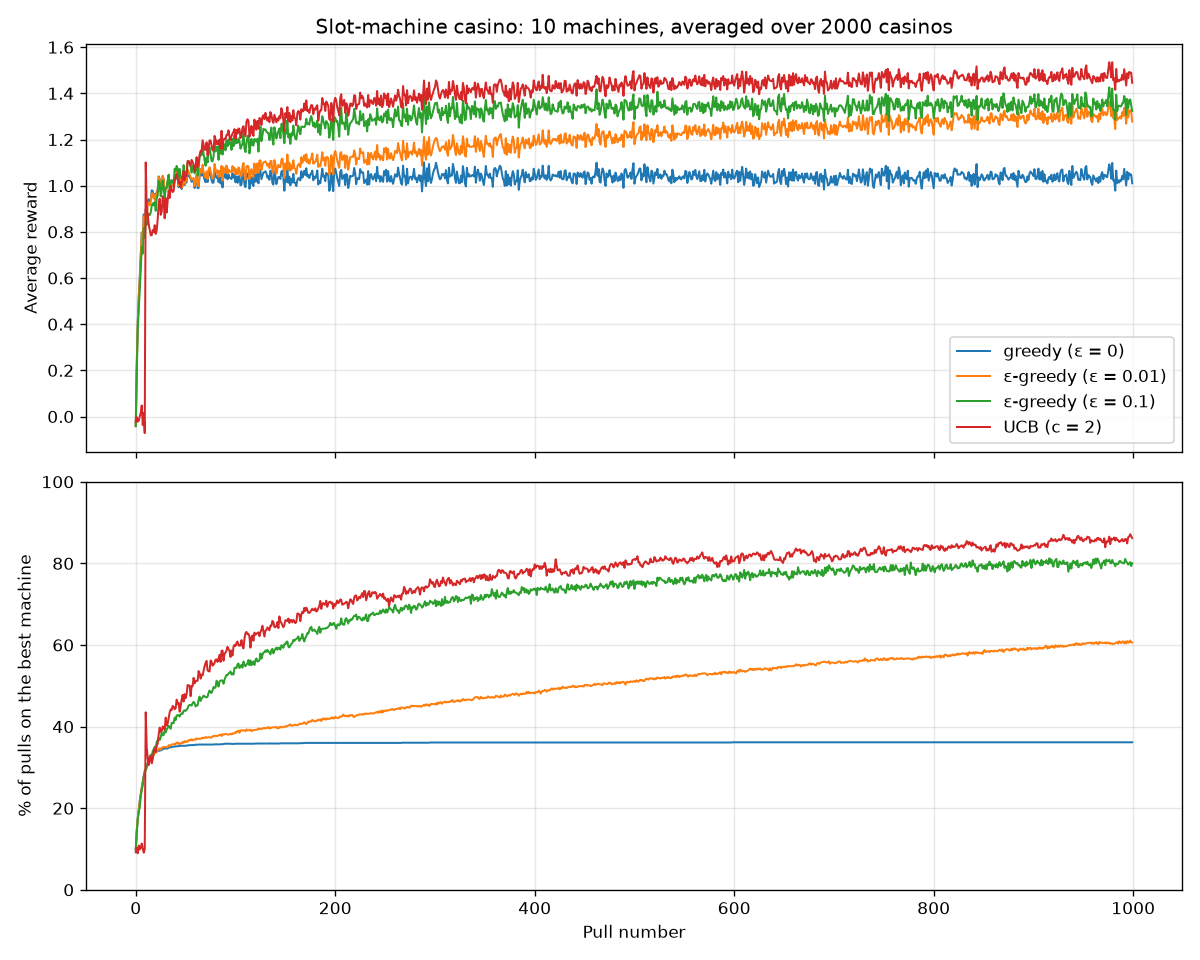 Slot-machine casino: 10 machines, averaged over 2000 casinos
1.6
1.4
1.2
1.0
0.8
0.6
0.4
0.2
0.0
Average reward
greedy (ε = 0)
ε-greedy (ε = 0.01)
ε-greedy (ε = 0.1)
UCB (c = 2)
100
80
60
40
20
0
% of pulls on the best machine
0 200 400 600 800 1000
Pull number